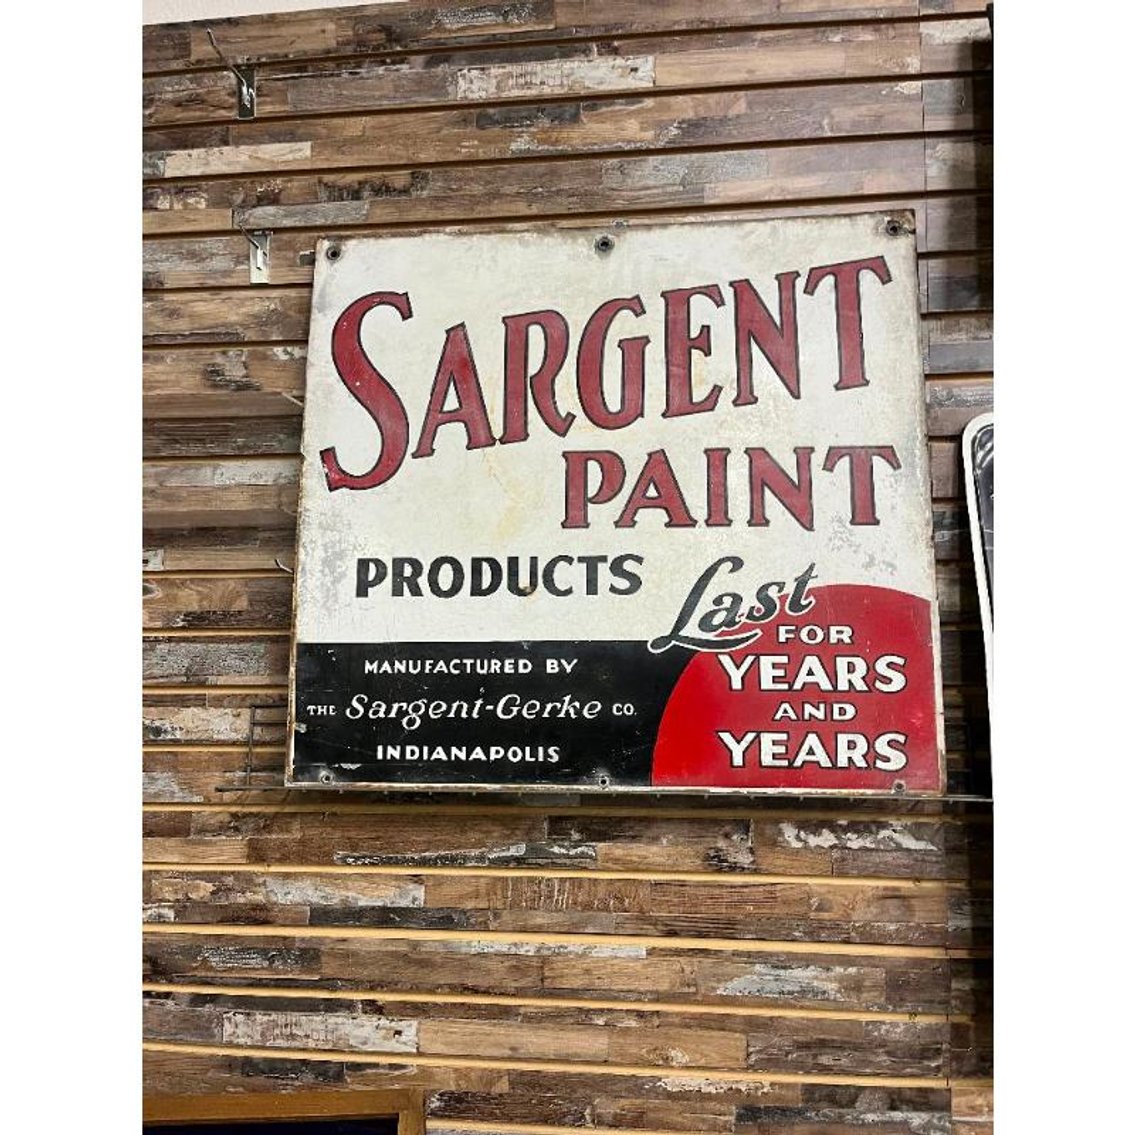 SARGENT
PAINT
PRODUCTS Last
FOR
YEARS
AND
YEARS
MANUFACTURED BY
THE Sargent-Gerke CO.
INDIANAPOLIS